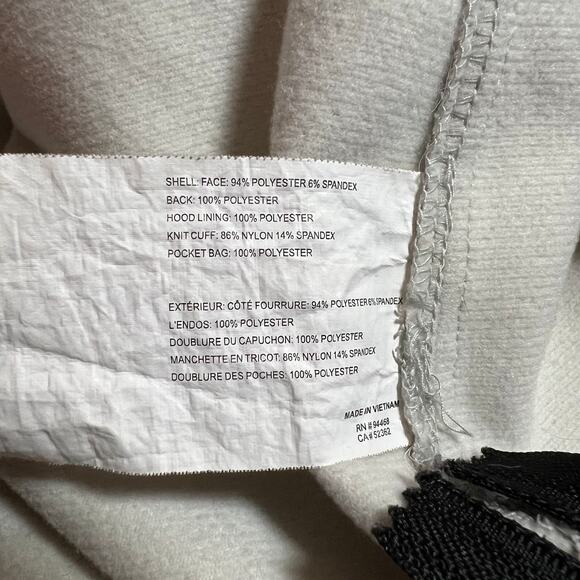 SHELL: FACE: 94% POLYESTER 6% SPANDEX
BACK: 100% POLYESTER
HOOD LINING: 100% POLYESTER
KNIT CUFF: 86% NYLON 14% SPANDEX
POCKET BAG: 100% POLYESTER
EXTÉRIEUR: CÔTÉ FOURRURE: 94% POLYESTER 6% SPANDEX
L'ENDOS: 100% POLYESTER
DOUBLURE DU CAPUCHON: 100% POLYESTER
MANCHETTE EN TRICOT: 86% NYLON 14% SPANDEX
DOUBLURE DES POCHES: 100% POLYESTER
MADE IN VIETNAM
RN # 94468
CA # 52362